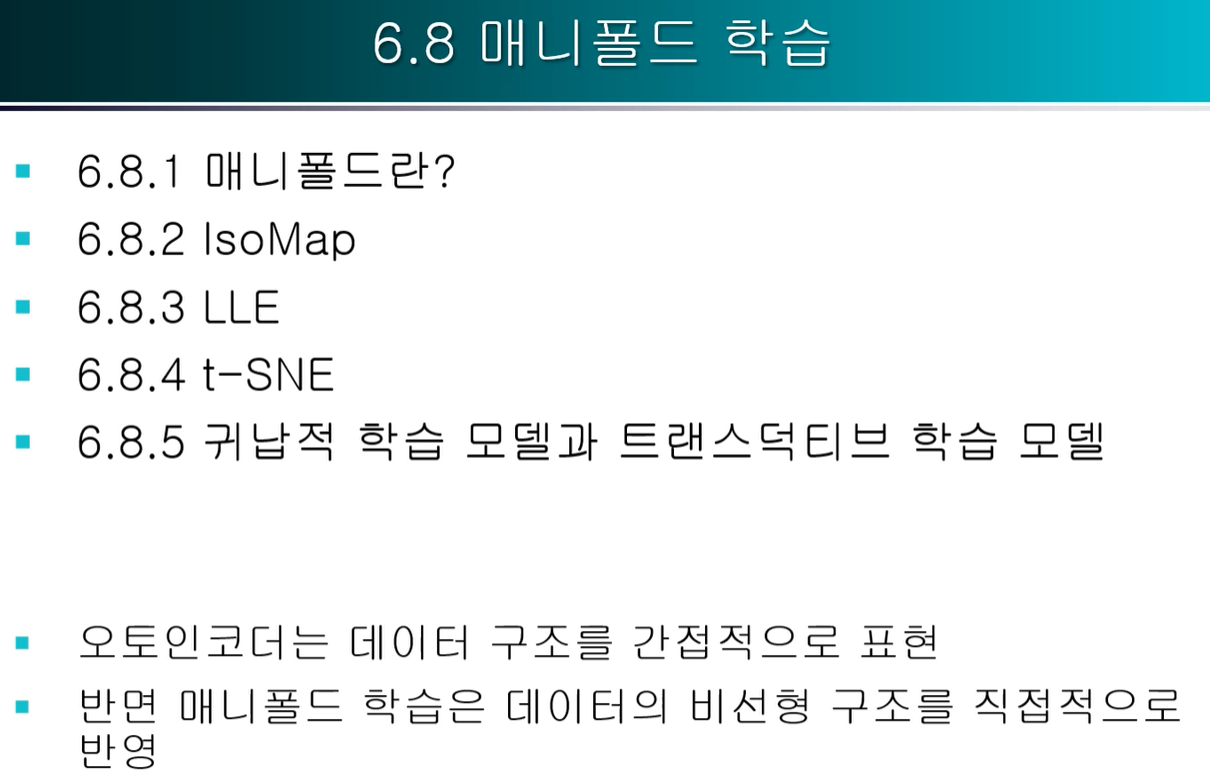 6.8 매니폴드 학습
▪ 6.8.1 매니폴드란?
▪ 6.8.2 IsoMap
▪ 6.8.3 LLE
▪ 6.8.4 t-SNE
▪ 6.8.5 귀납적 학습 모델과 트랜스덕티브 학습 모델
▪ 오토인코더는 데이터 구조를 간접적으로 표현
▪ 반면 매니폴드 학습은 데이터의 비선형 구조를 직접적으로
반영